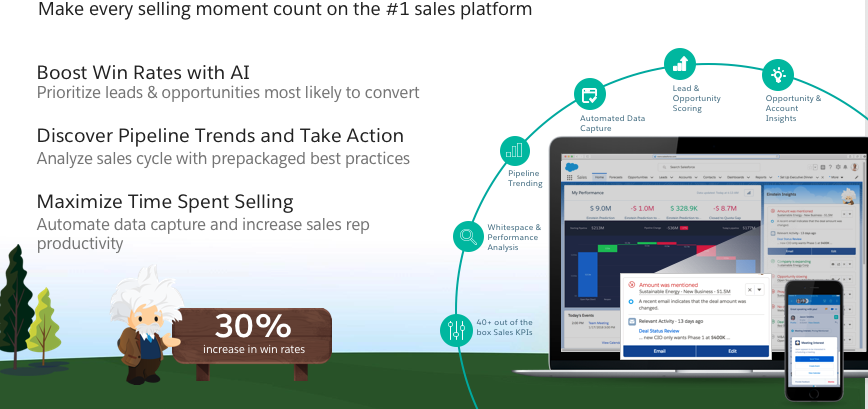 Make every selling moment count on the #1 sales platform
Boost Win Rates with AI
Prioritize leads & opportunities most likely to convert
Discover Pipeline Trends and Take Action
Analyze sales cycle with prepackaged best practices
Maximize Time Spent Selling
Automate data capture and increase sales rep
productivity
30%
increase in win rates
Lead &
Opportunity
Scoring
Opportunity &
Account
Insights
Automated Data
Capture
Pipeline
Trending
Whitespace &
Performance
Analysis
40+ out of the
box Sales KPIs
Sales
My Performance
$ 9.0M
$ -1.0M
$ 328.9K
$ -8.7M
Einstein Insights
Today's Events
Amount was mentioned
Sustainable Energy - New Business - $1.5M
A recent email indicates that the deal amount was
changed.
Relevant Activity - 13 days ago
Deal Status Review
... new CIO only wants Phase 1 at $400K...
Email
Edit